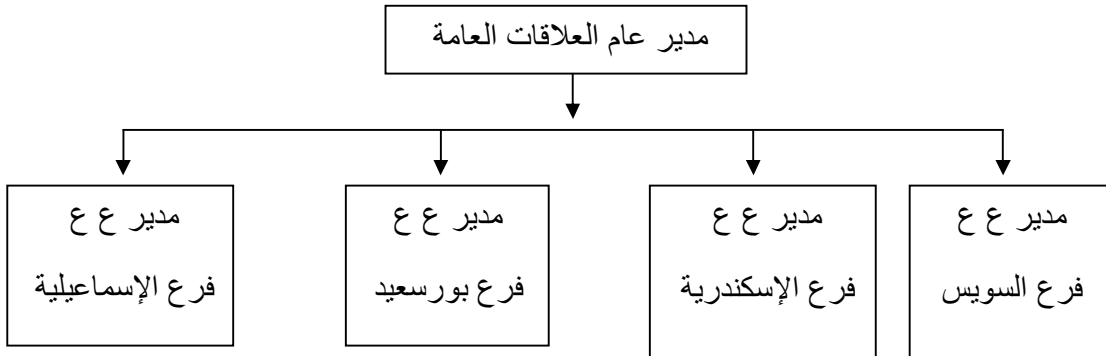 مدير عام العلاقات العامة
مدير ع ع
فرع السويس
مدير ع ع
فرع الإسكندرية
مدير ع ع
فرع بورسعيد
مدير ع ع
فرع الإسماعيلية